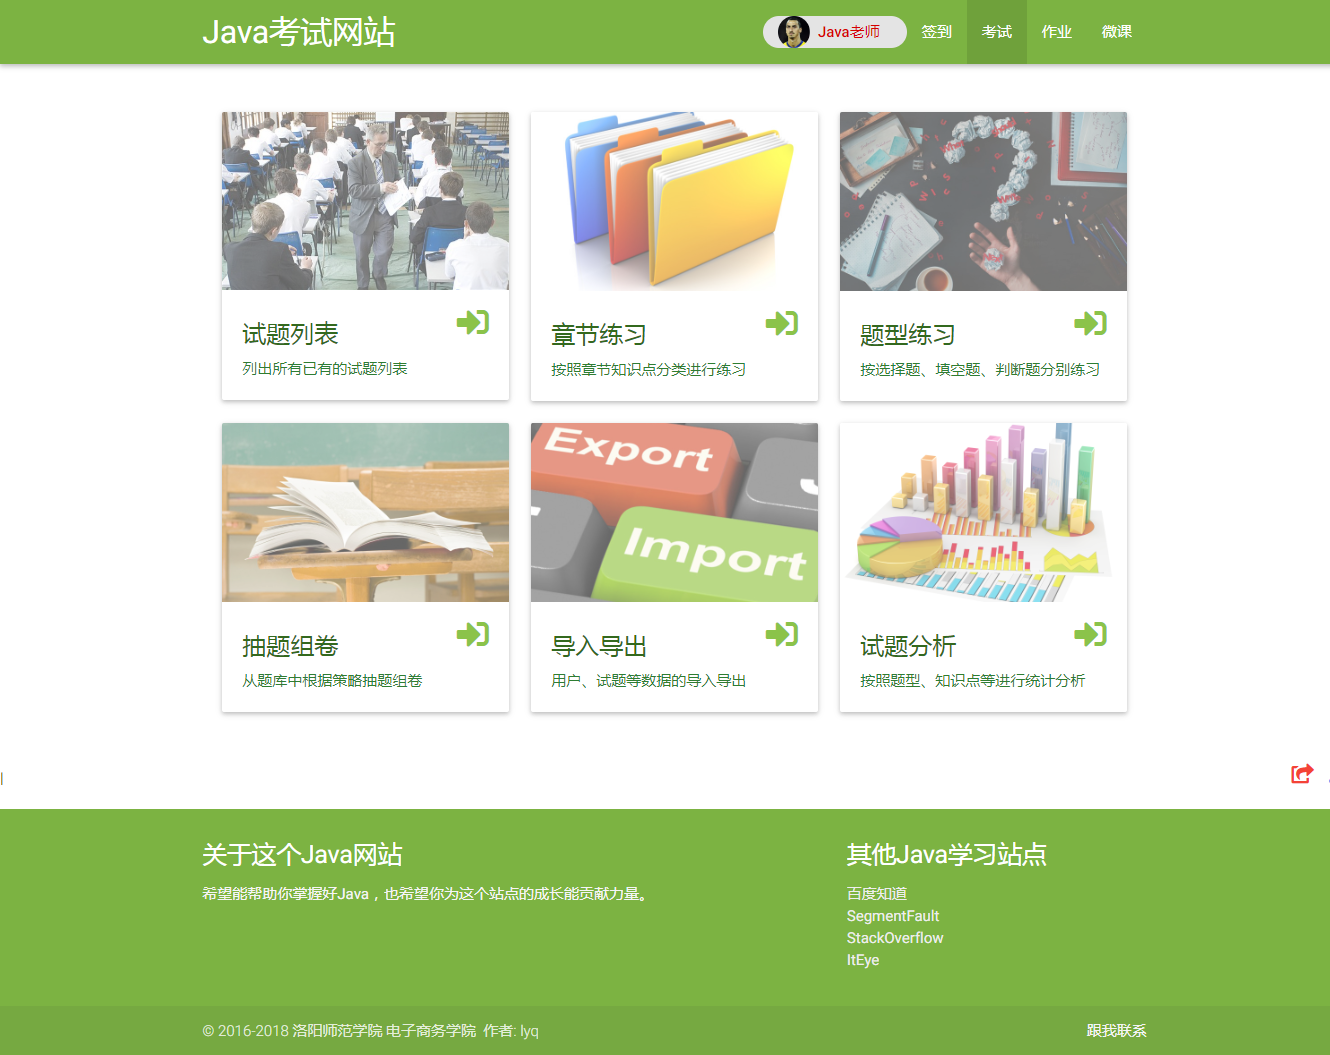 Java考试网站
Java老师
签到
考试
作业
微课
试题列表
列出所有已有的试题列表
章节练习
按照章节知识点分类进行练习
题型练习
按选择题、填空题、判断题分别练习
Export
Import
抽题组卷
从题库中根据策略抽题组卷
导入导出
用户、试题等数据的导入导出
试题分析
按照题型、知识点等进行统计分析
关于这个Java网站
希望能帮助你掌握好Java，也希望你为这个站点的成长能贡献力量。
其他Java学习站点
百度知道
SegmentFault
StackOverflow
ItEye
© 2016-2018 洛阳师范学院 电子商务学院 作者: lyq
跟我联系